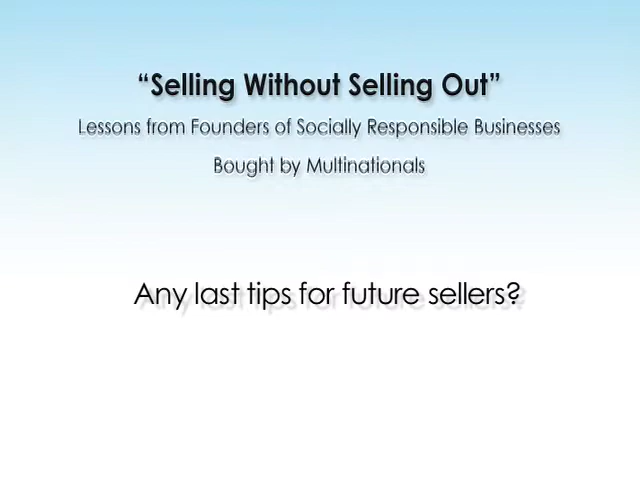 “Selling Without Selling Out”
Lessons from Founders of Socially Responsible Businesses
Bought by Multinationals
Any last tips for future sellers?